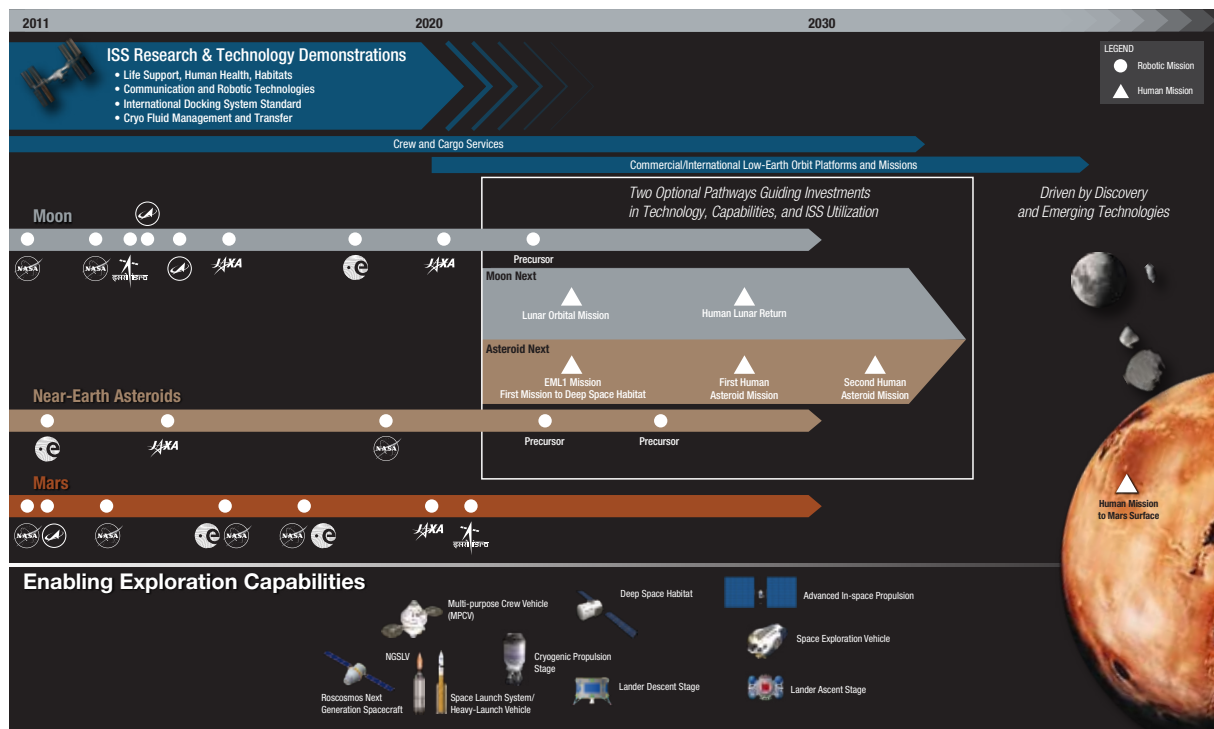 2011
2020
2030
ISS Research & Technology Demonstrations
• Life Support, Human Health, Habitats
• Communication and Robotic Technologies
• International Docking System Standard
• Cryo Fluid Management and Transfer
LEGEND
Robotic Mission
Human Mission
Crew and Cargo Services
Commercial/International Low-Earth Orbit Platforms and Missions
Two Optional Pathways Guiding Investments
in Technology, Capabilities, and ISS Utilization
Driven by Discovery
and Emerging Technologies
Moon
NASA
NASA
इसरो isro
JAXA
e
JAXA
Precursor
Moon Next
Lunar Orbital Mission
Human Lunar Return
Asteroid Next
EML1 Mission
First Mission to Deep Space Habitat
First Human
Asteroid Mission
Second Human
Asteroid Mission
Near-Earth Asteroids
e
JAXA
NASA
Precursor
Precursor
Mars
NASA
NASA
e
NASA
NASA
e
JAXA
इसरो isro
Human Mission
to Mars Surface
Enabling Exploration Capabilities
Multi-purpose Crew Vehicle
(MPCV)
Deep Space Habitat
Advanced In-space Propulsion
NGSLV
Cryogenic Propulsion
Stage
Space Exploration Vehicle
Roscosmos Next
Generation Spacecraft
Space Launch System/
Heavy-Launch Vehicle
Lander Descent Stage
Lander Ascent Stage